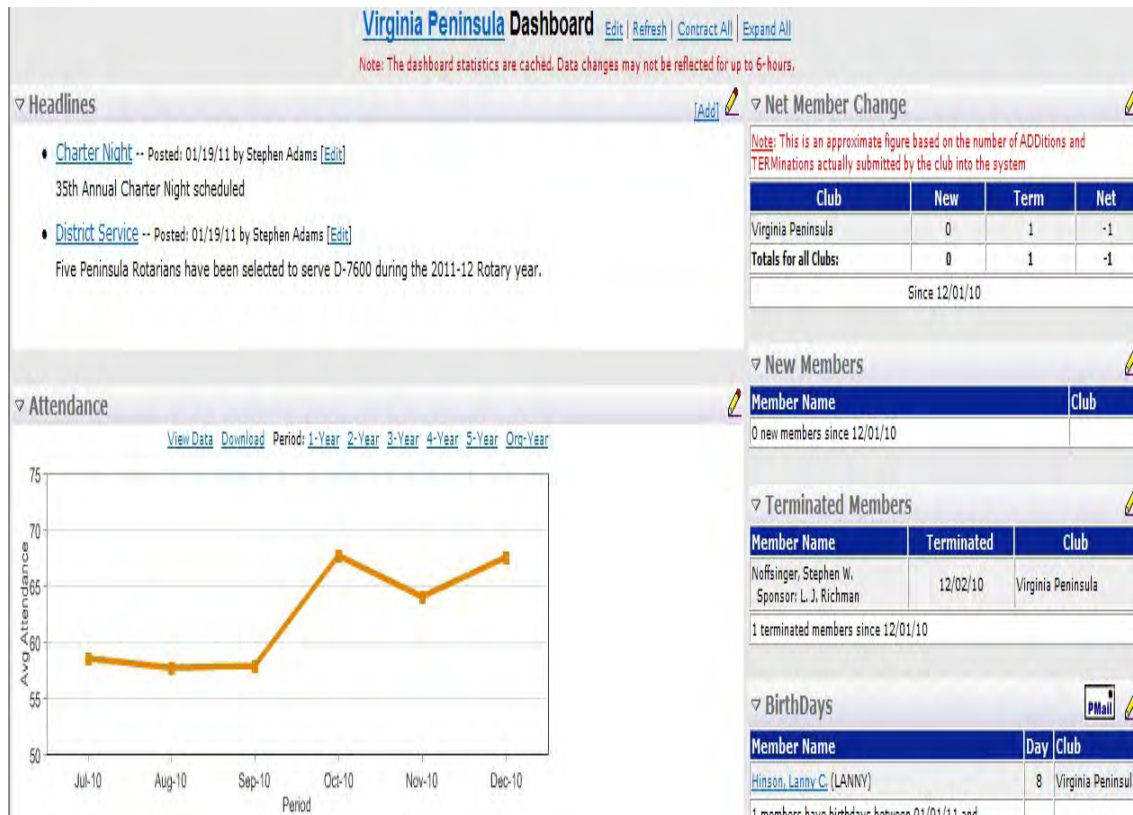 Virginia Peninsula Dashboard Edit | Refresh | Contract All | Expand All
Note: The dashboard statistics are cached. Data changes may not be reflected for up to 6-hours.
Headlines
[Add]
Charter Night -- Posted: 01/19/11 by Stephen Adams [Edit]
35th Annual Charter Night scheduled
District Service -- Posted: 01/19/11 by Stephen Adams [Edit]
Five Peninsula Rotarians have been selected to serve D-7600 during the 2011-12 Rotary year.
Attendance
View Data Download Period: 1-Year 2-Year 3-Year 4-Year 5-Year Org-Year
75
70
65
60
55
50
Avg Attendance
Jul-10 Aug-10 Sep-10 Oct-10 Nov-10 Dec-10
Period
Net Member Change
Note: This is an approximate figure based on the number of ADDitions and
TERMinations actually submitted by the club into the system
Club New Term Net
Virginia Peninsula 0 1 -1
Totals for all Clubs: 0 1 -1
Since 12/01/10
New Members
Member Name Club
0 new members since 12/01/10
Terminated Members
Member Name Terminated Club
Noffsinger, Stephen W.
Sponsor: L. J. Richman
12/02/10 Virginia Peninsula
1 terminated members since 12/01/10
BirthDays
PMail
Member Name Day Club
Hinson, Lanny C. (LANNY) 8 Virginia Peninsul
1 members have birthdays between 01/01/11 and